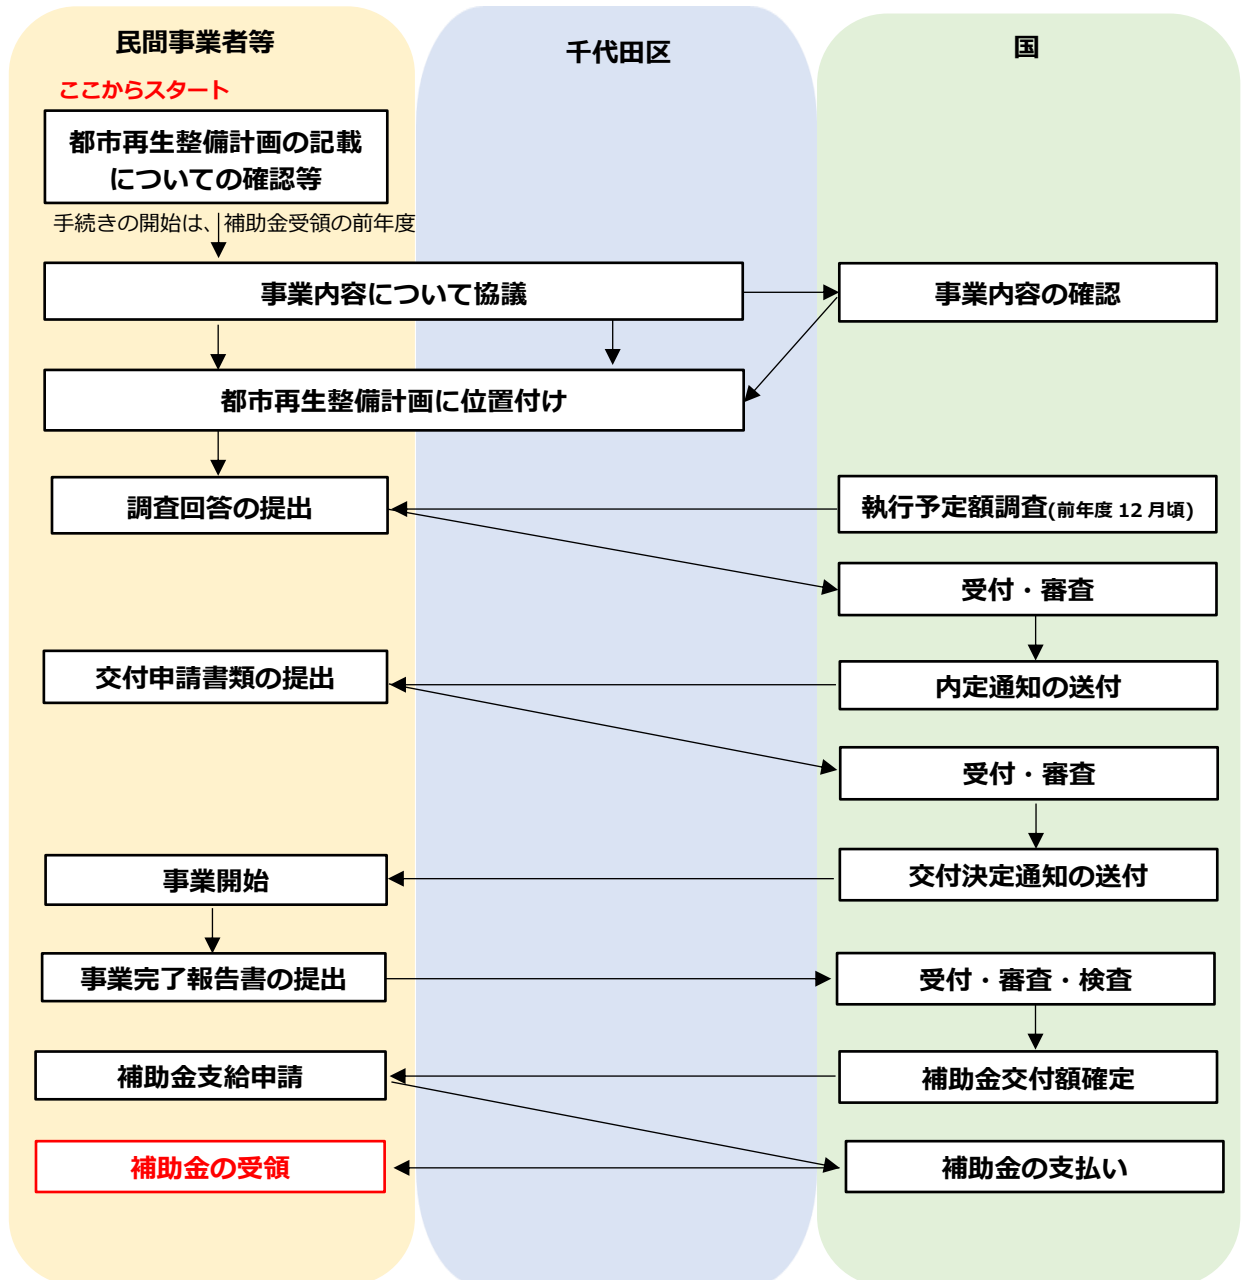 民間事業者等
千代田区
国
ここからスタート
都市再生整備計画の記載
についての確認等
手続きの開始は、補助金受領の前年度
事業内容について協議
事業内容の確認
都市再生整備計画に位置付け
調査回答の提出
執行予定額調査(前年度 12 月頃)
受付・審査
交付申請書類の提出
内定通知の送付
受付・審査
事業開始
交付決定通知の送付
事業完了報告書の提出
受付・審査・検査
補助金支給申請
補助金交付額確定
補助金の受領
補助金の支払い